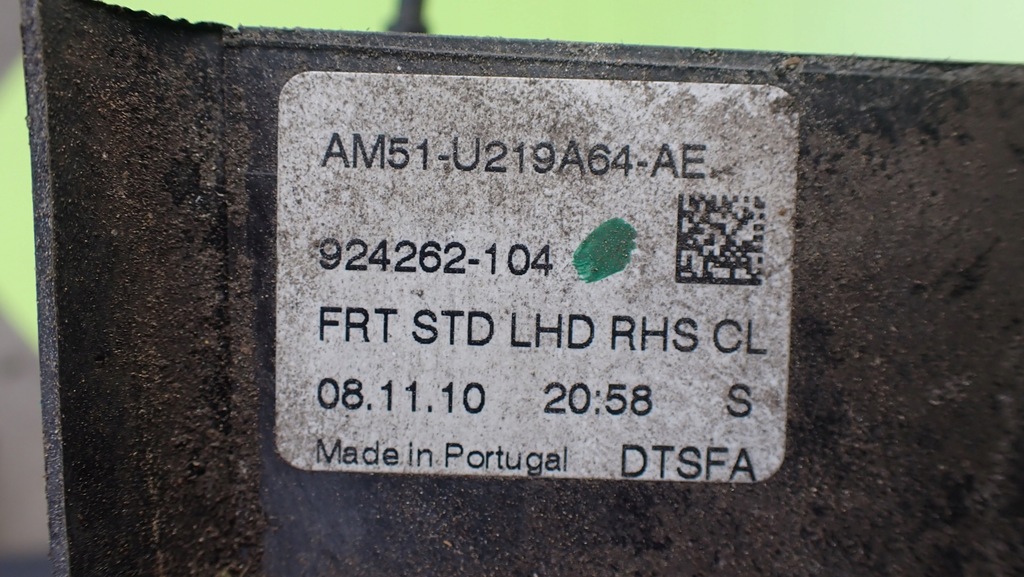 AM51-U219A64-AE
924262-104
FRT STD LHD RHS CL
08.11.10 20:58 S
Made in Portugal DTSFA